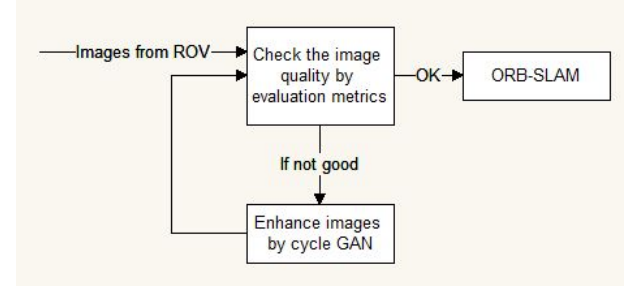 Images from ROV
Check the image
quality by
evaluation metrics
OK
ORB-SLAM
If not good
Enhance images
by cycle GAN